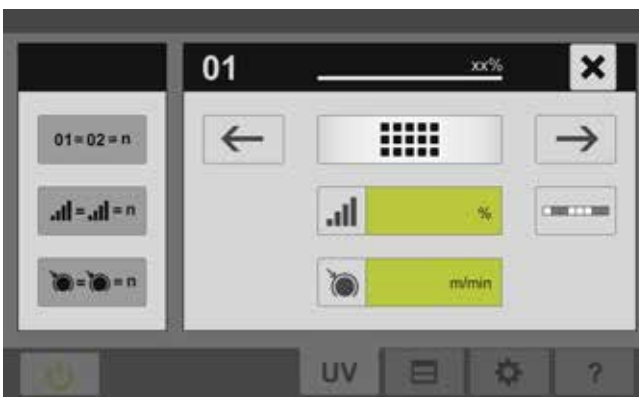 01
xx%
01=02=n
= =n
%
= =n
m/min
UV
?